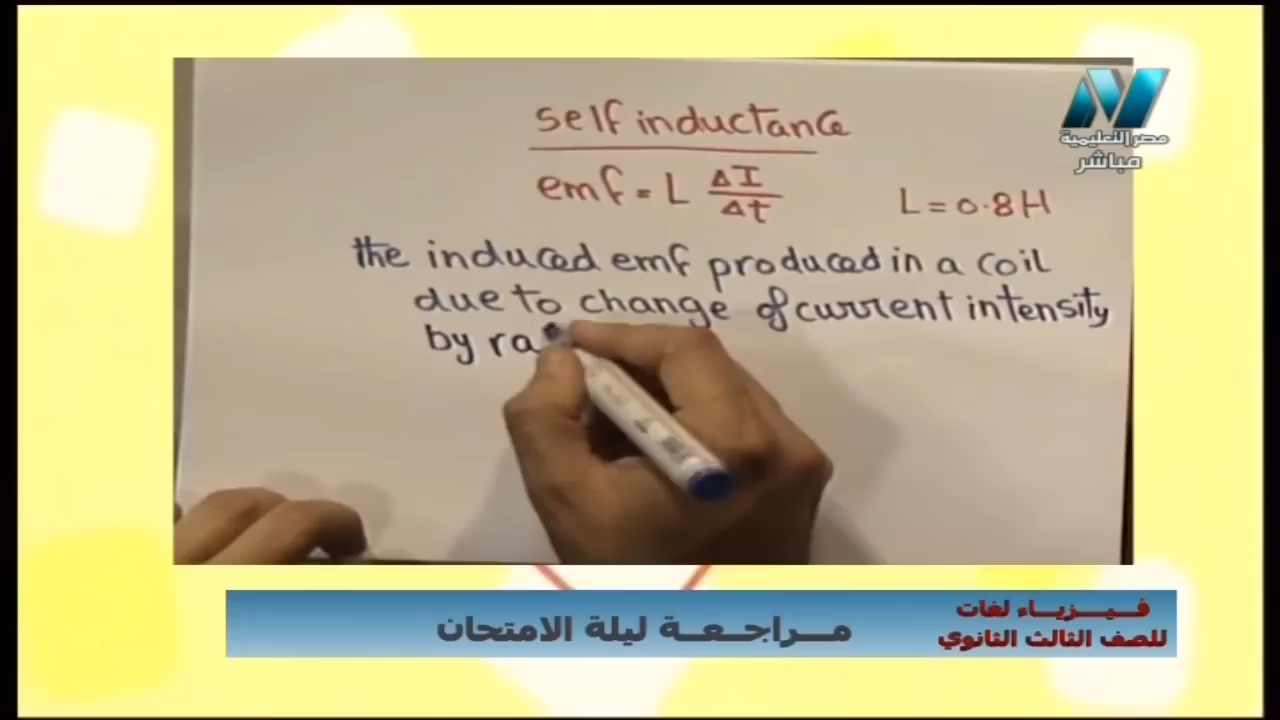 self inductance
emf = L ΔI/Δt
L = 0.8H
the induced emf produced in a coil
due to change of current intensity
by ra
مصر التعليمية
مباشر
فيزياء لغات
للصف الثالث الثانوي
مراجعة ليلة الامتحان